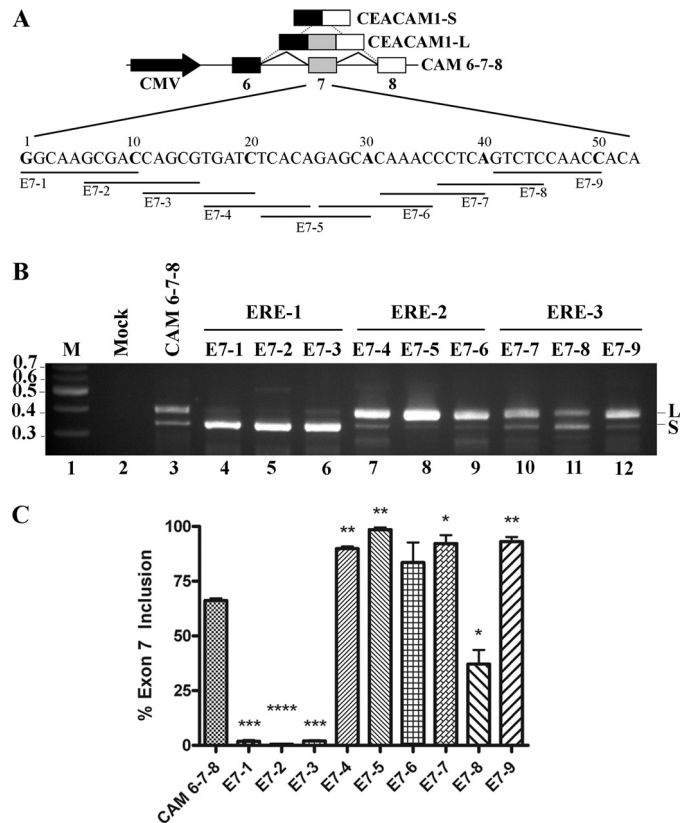 A
CEACAM1-S
CEACAM1-L
CMV
CAM 6-7-8
6
7
8
1 10 20 30 40 50
GGCAAGCGACCAGCGTGATCTCACAGAGCACAAACCCTCAGTCTCCAACCACA
E7-1 E7-2 E7-3 E7-4 E7-5 E7-6 E7-7 E7-8 E7-9
B
M Mock CAM 6-7-8
ERE-1 ERE-2 ERE-3
E7-1 E7-2 E7-3 E7-4 E7-5 E7-6 E7-7 E7-8 E7-9
0.7
0.6
0.5
0.4
0.3
L
S
1 2 3 4 5 6 7 8 9 10 11 12
C
% Exon 7 Inclusion
100
75
50
25
0
*** **** *** ** ** * * **
CAM 6-7-8 E7-1 E7-2 E7-3 E7-4 E7-5 E7-6 E7-7 E7-8 E7-9